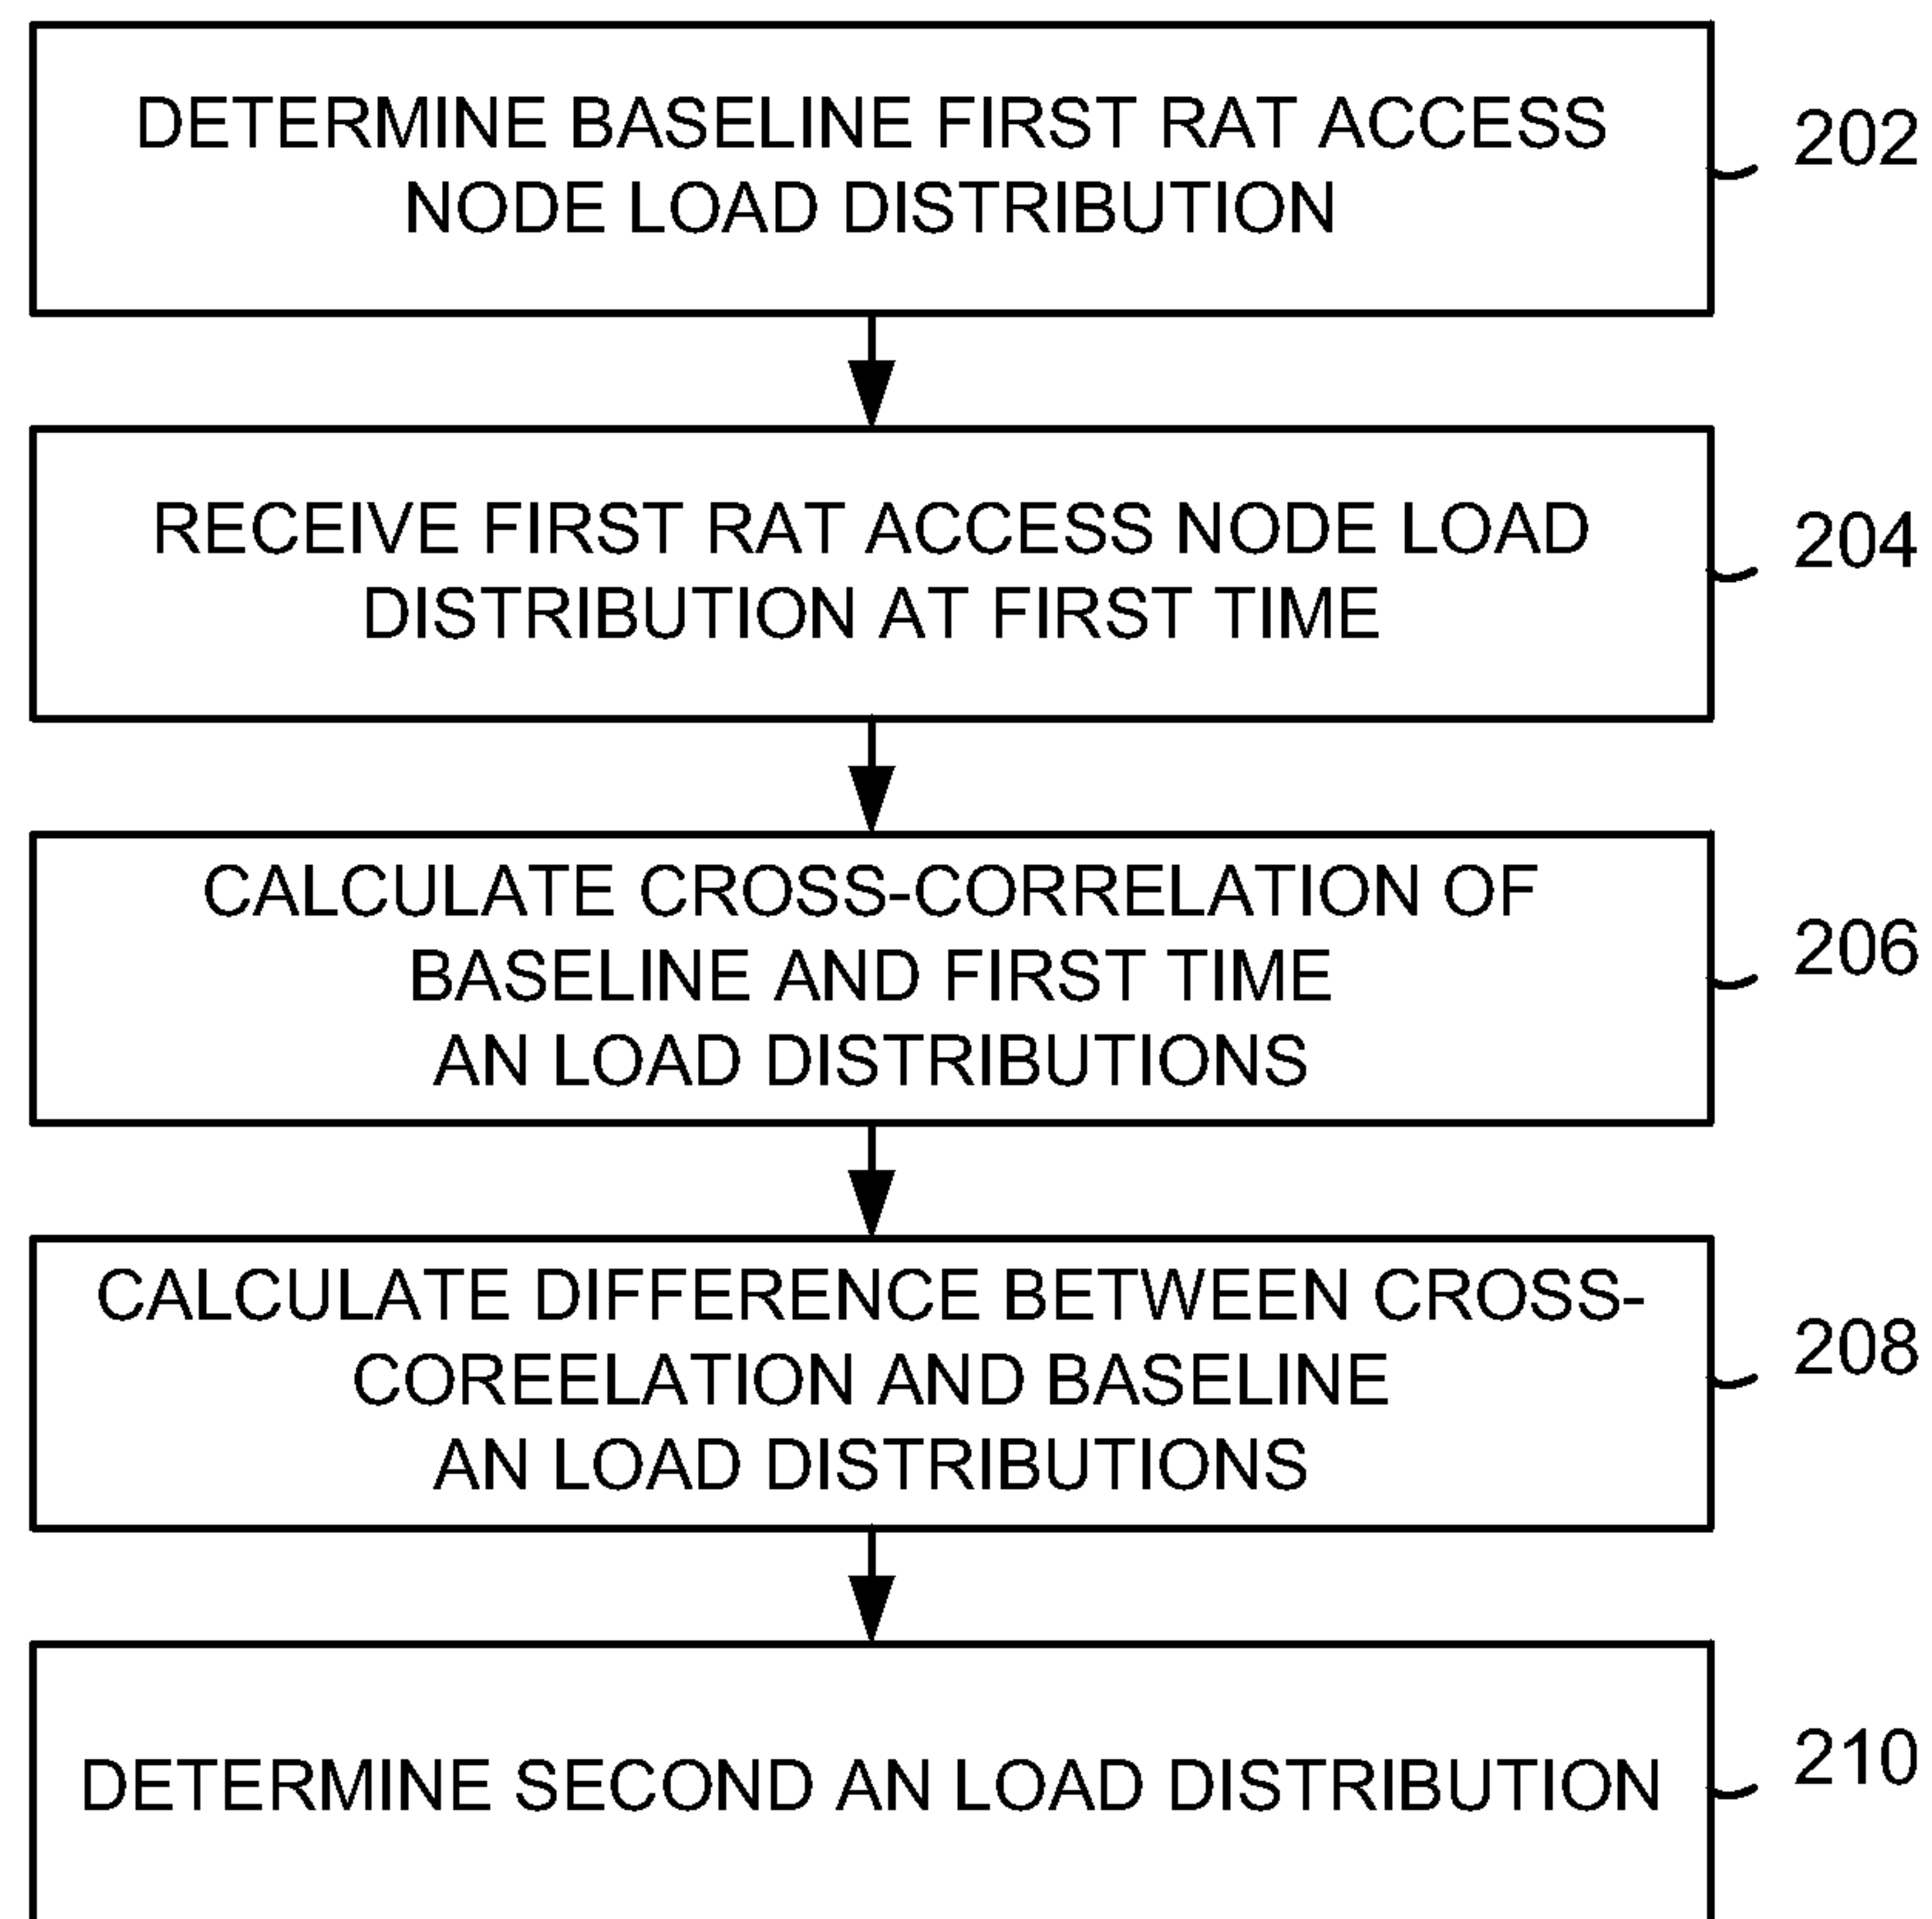 DETERMINE BASELINE FIRST RAT ACCESS
NODE LOAD DISTRIBUTION
202
RECEIVE FIRST RAT ACCESS NODE LOAD
DISTRIBUTION AT FIRST TIME
204
CALCULATE CROSS-CORRELATION OF
BASELINE AND FIRST TIME
AN LOAD DISTRIBUTIONS
206
CALCULATE DIFFERENCE BETWEEN CROSS-
COREELATION AND BASELINE
AN LOAD DISTRIBUTIONS
208
DETERMINE SECOND AN LOAD DISTRIBUTION
210